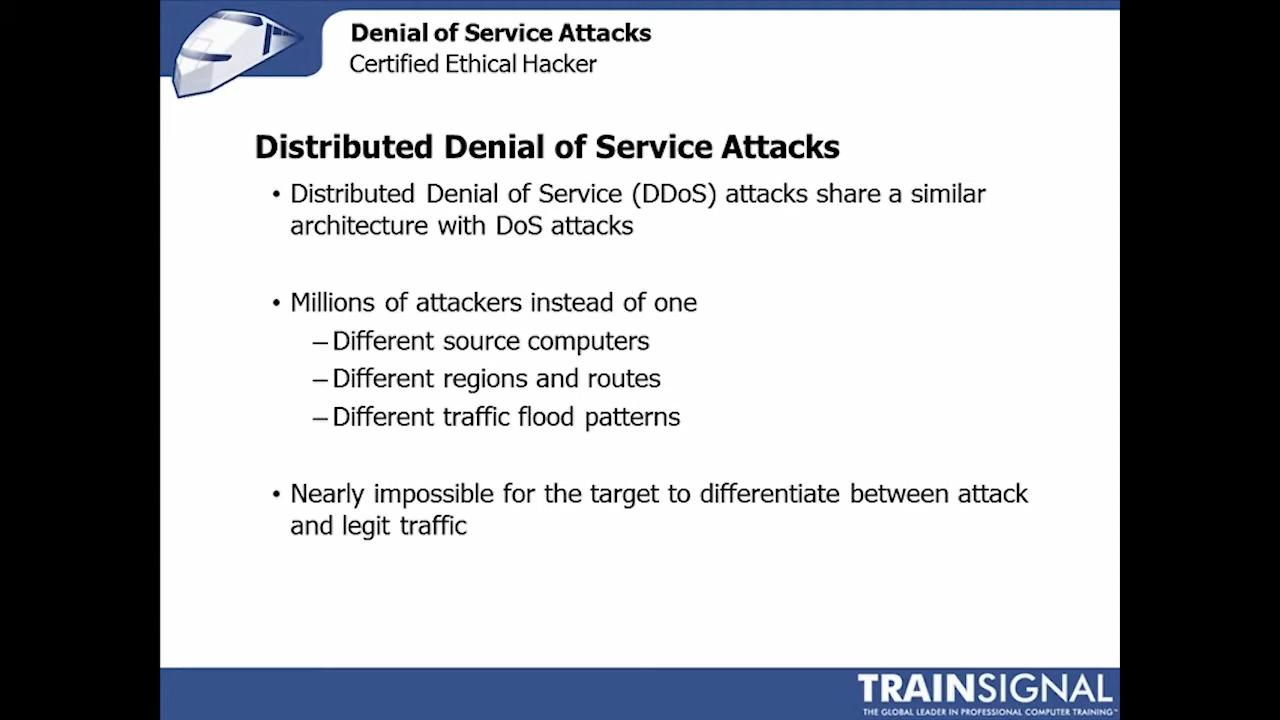 Denial of Service Attacks
Certified Ethical Hacker
Distributed Denial of Service Attacks
• Distributed Denial of Service (DDoS) attacks share a similar
architecture with DoS attacks
• Millions of attackers instead of one
– Different source computers
– Different regions and routes
– Different traffic flood patterns
• Nearly impossible for the target to differentiate between attack
and legit traffic
TRAINSIGNAL
THE GLOBAL LEADER IN PROFESSIONAL COMPUTER TRAINING™